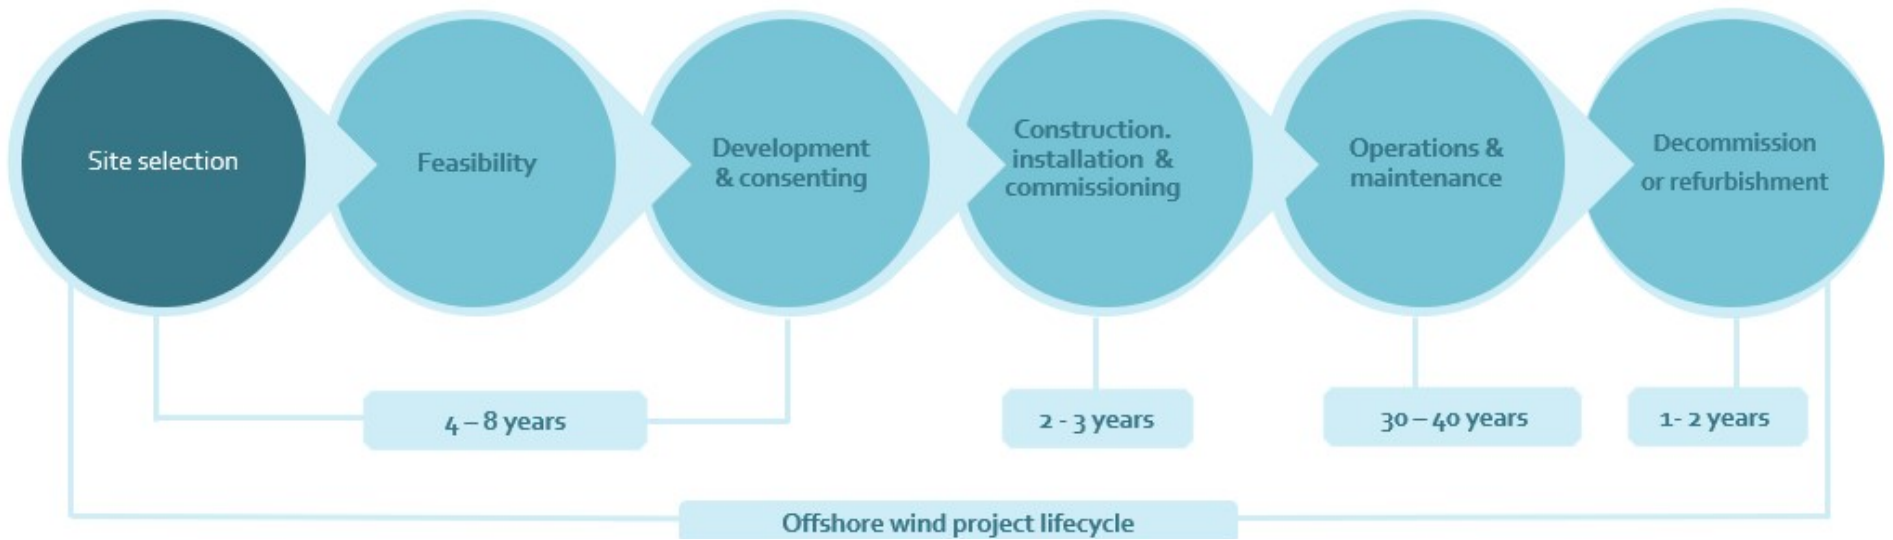 Site selection
Feasibility
Development
& consenting
Construction.
installation &
commissioning
Operations &
maintenance
Decommission
or refurbishment
4 – 8 years
2 - 3 years
30 – 40 years
1- 2 years
Offshore wind project lifecycle